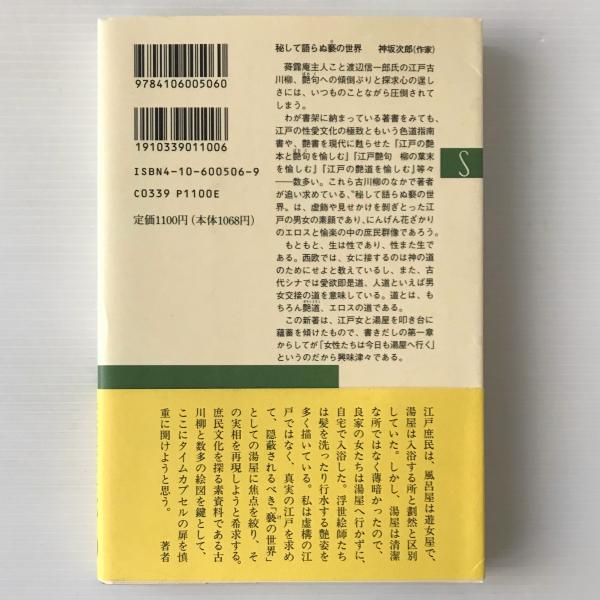 9784106005060
1910339011006
ISBN4-10-600506-9
C0339 P1100E
定価1100円(本体1068円)
秘して語らぬ褻の世界 神坂次郎(作家)
蕣露庵主人こと渡辺信一郎氏の江戸古
川柳、艶句への傾倒ぶりと探求心の逞し
さには、いつものことながら圧倒されて
しまう。
わが書架に納まっている著書をみても、
江戸の性愛文化の極致ともいう色道指南
書や、艶書を現代に甦らせた『江戸の艶
本と艶句を愉しむ』『江戸艶句 柳の葉末
を愉しむ』『江戸の艶道を愉しむ』等々
――数多い。これら古川柳のなかで著者
が追い求めている、“秘して語らぬ褻の世
界”は、虚飾や見せかけを剝ぎとった江
戸の男女の素顔であり、にんげん花ざかり
のエロスと愉楽の中の庶民群像であろう。
もともと、生は性であり、性また生で
ある。西欧では、女に接するのは神の道
のためにせよと教えているし、また、古
代シナでは愛欲即是道、人道といえば男
女交接の道を意味している。道とは、も
ちろん艶道、エロスの道である。
この新著は、江戸女と湯屋を叩き台に
蘊蓄を傾けたもので、書きだしの第一章
からしてが「女性たちは今日も湯屋へ行く」
というのだから興味津々である。
S
江戸庶民は、風呂屋は遊女屋で、
湯屋は入浴する所と劃然と区別
していた。しかし、湯屋は清潔
な所ではなく薄暗かったので、
良家の女たちは湯屋へ行かずに、
自宅で入浴した。浮世絵師たち
は髪を洗ったり行水する艶姿を
多く描いている。私は虚構の江
戸ではなく、真実の江戸を求め
て、隠蔽されるべき「褻の世界」
としての湯屋に焦点を絞り、そ
の実相を再現しようと希求する。
庶民文化を探る素資料である古
川柳と数多の絵図を鍵として、
ここにタイムカプセルの扉を慎
重に開けようと思う。 著者